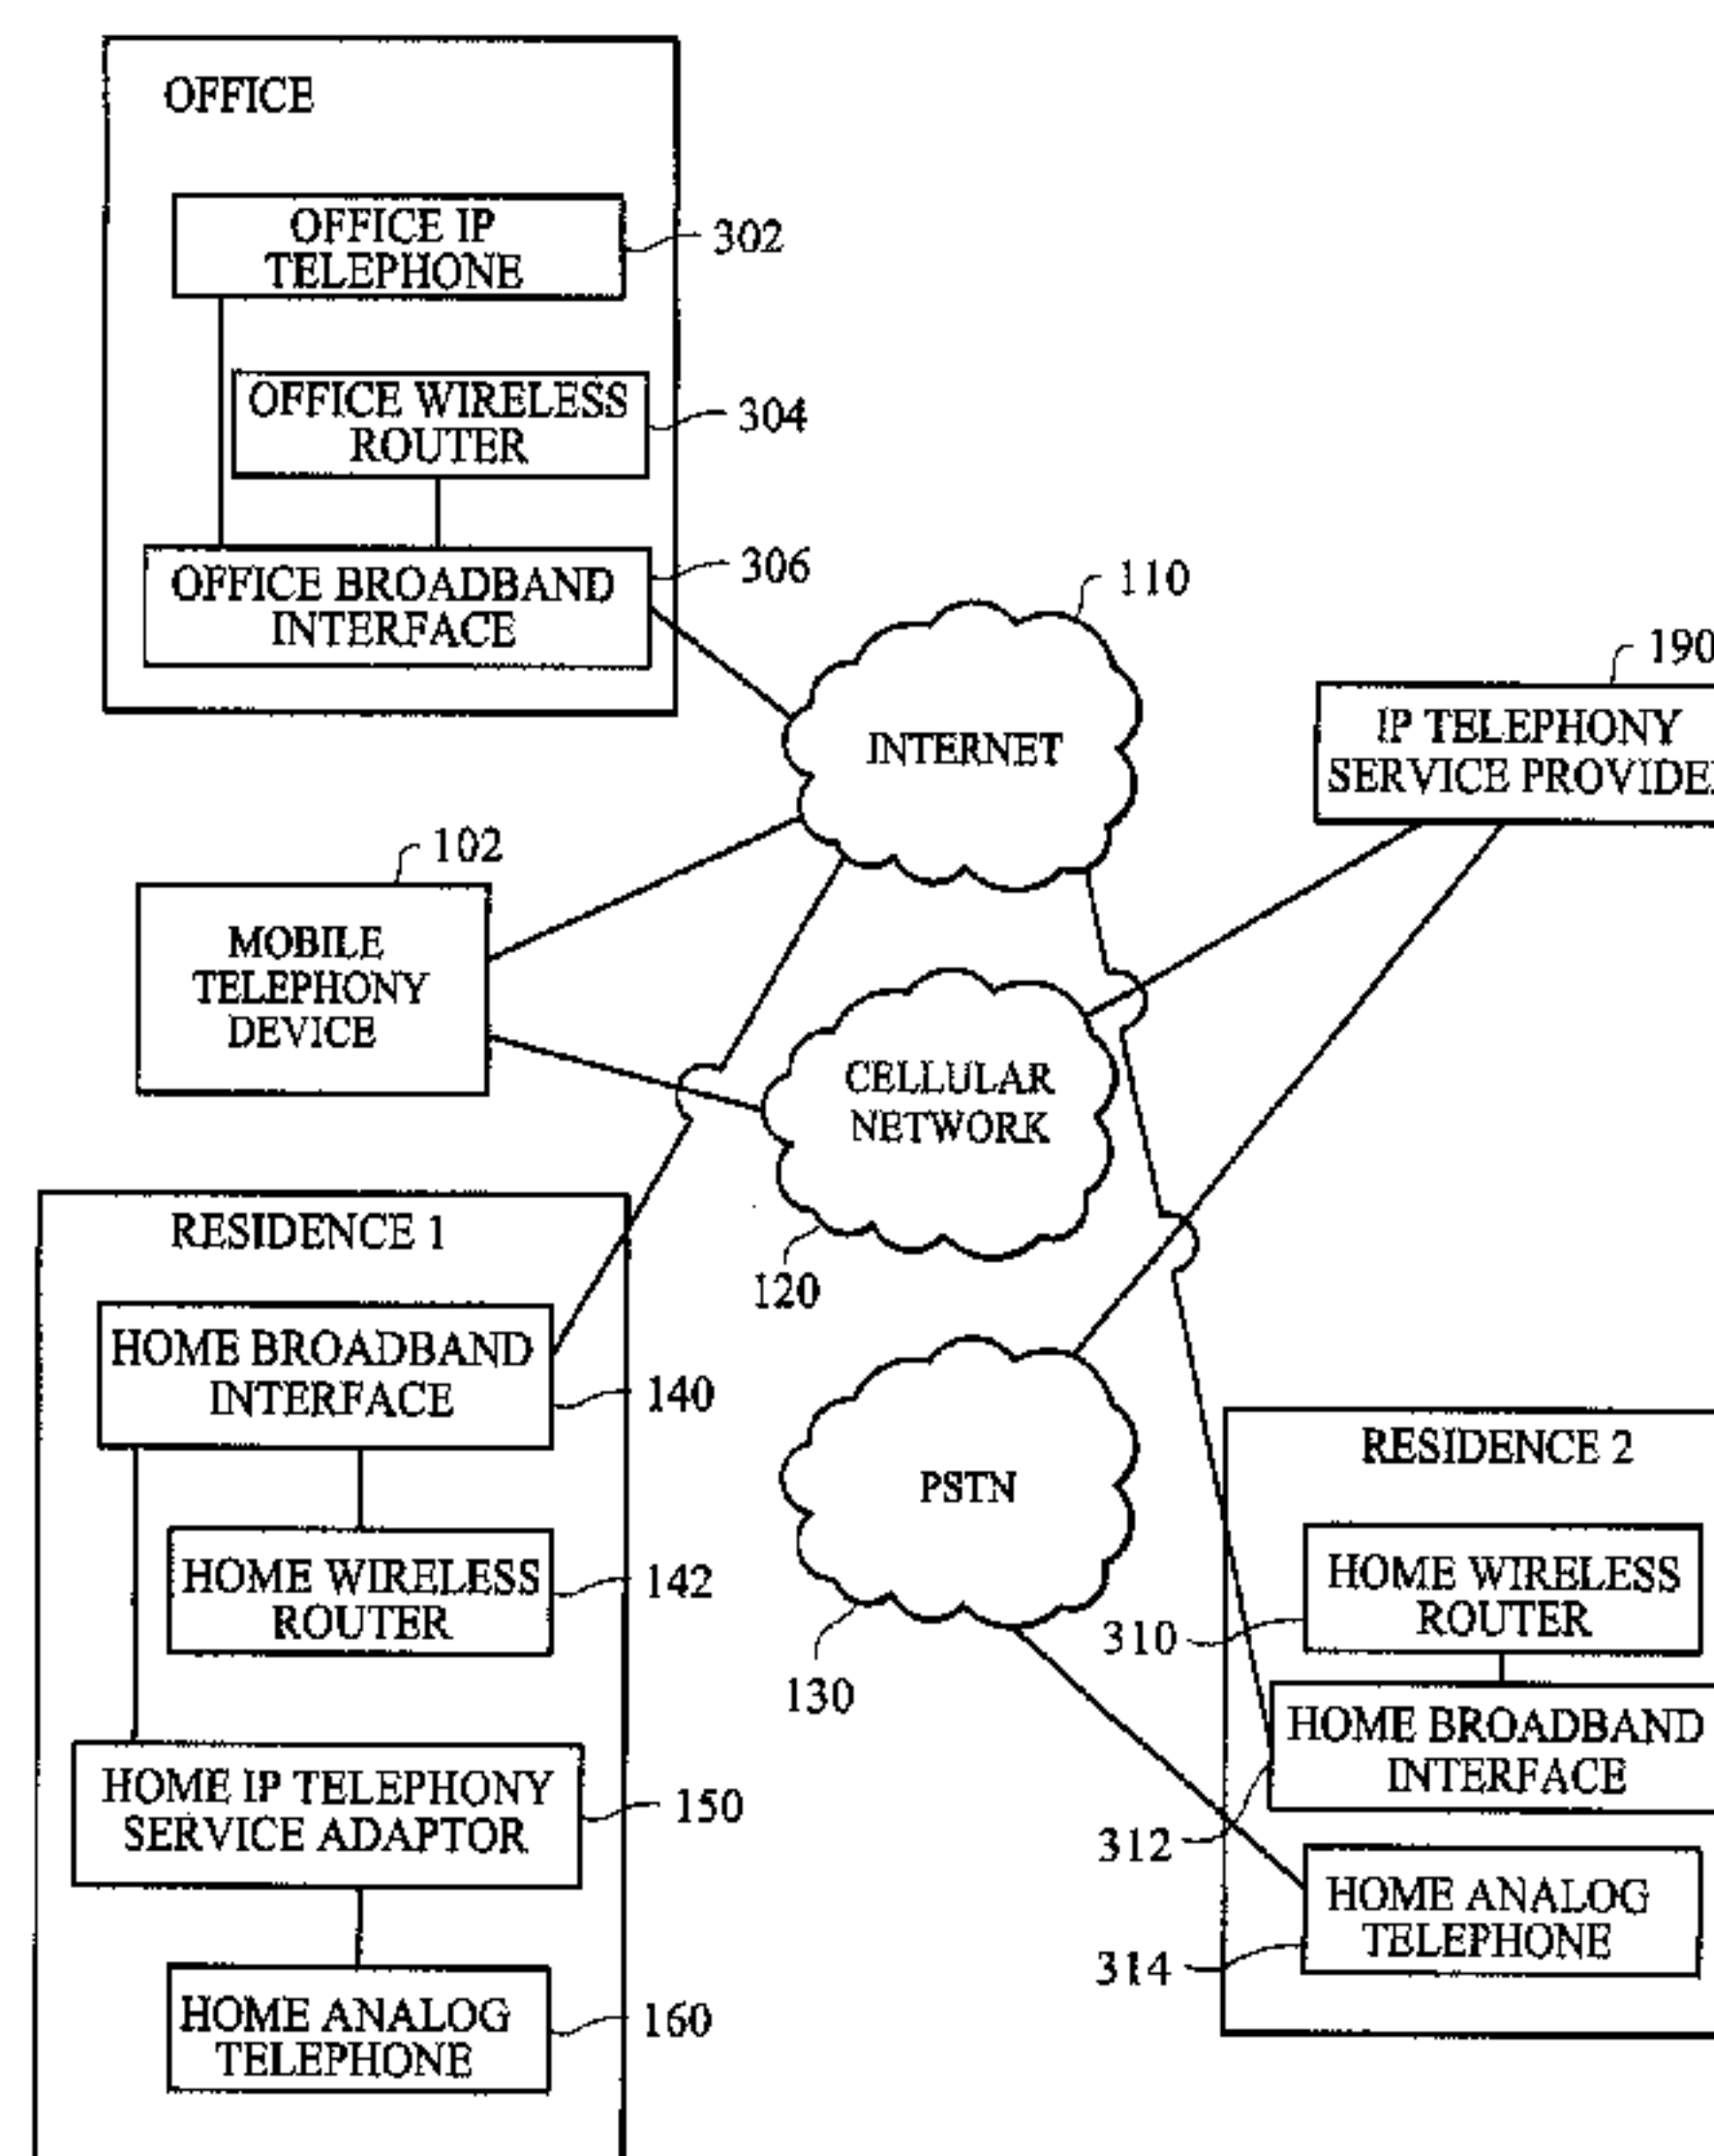 OFFICE
OFFICE IP
TELEPHONE
302
OFFICE WIRELESS
ROUTER
304
OFFICE BROADBAND
INTERFACE
306
110
INTERNET
190
IP TELEPHONY
SERVICE PROVIDE
102
MOBILE
TELEPHONY
DEVICE
CELLULAR
NETWORK
120
RESIDENCE 1
HOME BROADBAND
INTERFACE
140
HOME WIRELESS
ROUTER
142
HOME IP TELEPHONY
SERVICE ADAPTOR
150
HOME ANALOG
TELEPHONE
160
PSTN
130
RESIDENCE 2
HOME WIRELESS
ROUTER
310
HOME BROADBAND
INTERFACE
312
HOME ANALOG
TELEPHONE
314